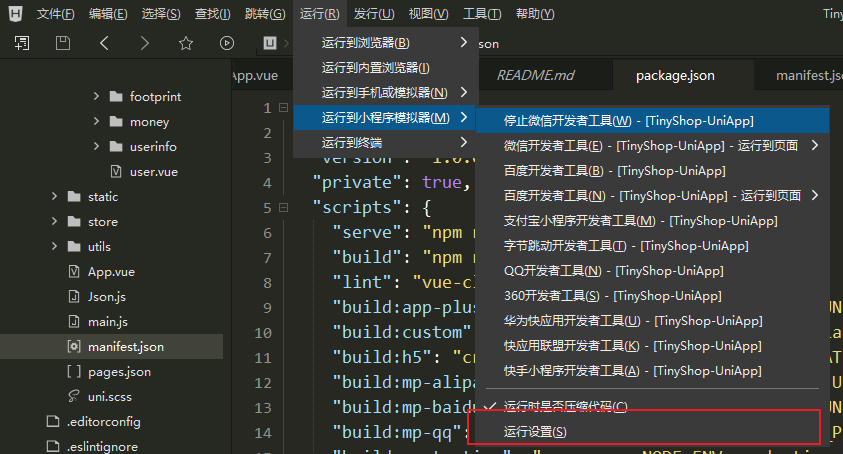 H 文件(F) 编辑(E) 选择(S) 查找(I) 跳转(G) 运行(R) 发行(U) 视图(V) 工具(T) 帮助(Y) Tiny
U json
运行到浏览器(B)
运行到内置浏览器(I)
运行到手机或模拟器(N)
运行到小程序模拟器(M)
运行到终端
App.vue README.md package.json manifest.js
footprint
money
userinfo
user.vue
static
store
utils
App.vue
Json.js
main.js
manifest.json
pages.json
uni.scss
.editorconfig
.eslintignore
1
2
3
4 "private": true,
5 "scripts": {
6 "serve": "npm
7 "build": "npm
8 "lint": "vue-c
9 "build:app-plus
10 "build:custom"
11 "build:h5": "c
12 "build:mp-alipa
13 "build:mp-baidu
14 "build:mp-qq":
停止微信开发者工具(W) - [TinyShop-UniApp]
微信开发者工具(E) - [TinyShop-UniApp] - 运行到页面
百度开发者工具(B) - [TinyShop-UniApp]
百度开发者工具(N) - [TinyShop-UniApp] - 运行到页面
支付宝小程序开发者工具(M) - [TinyShop-UniApp]
字节跳动开发者工具(T) - [TinyShop-UniApp]
QQ开发者工具(N) - [TinyShop-UniApp]
360开发者工具(S) - [TinyShop-UniApp]
华为快应用开发者工具(U) - [TinyShop-UniApp]
快应用联盟开发者工具(K) - [TinyShop-UniApp]
快手小程序开发者工具(A) - [TinyShop-UniApp]
运行时是否压缩代码(C)
运行设置(S)